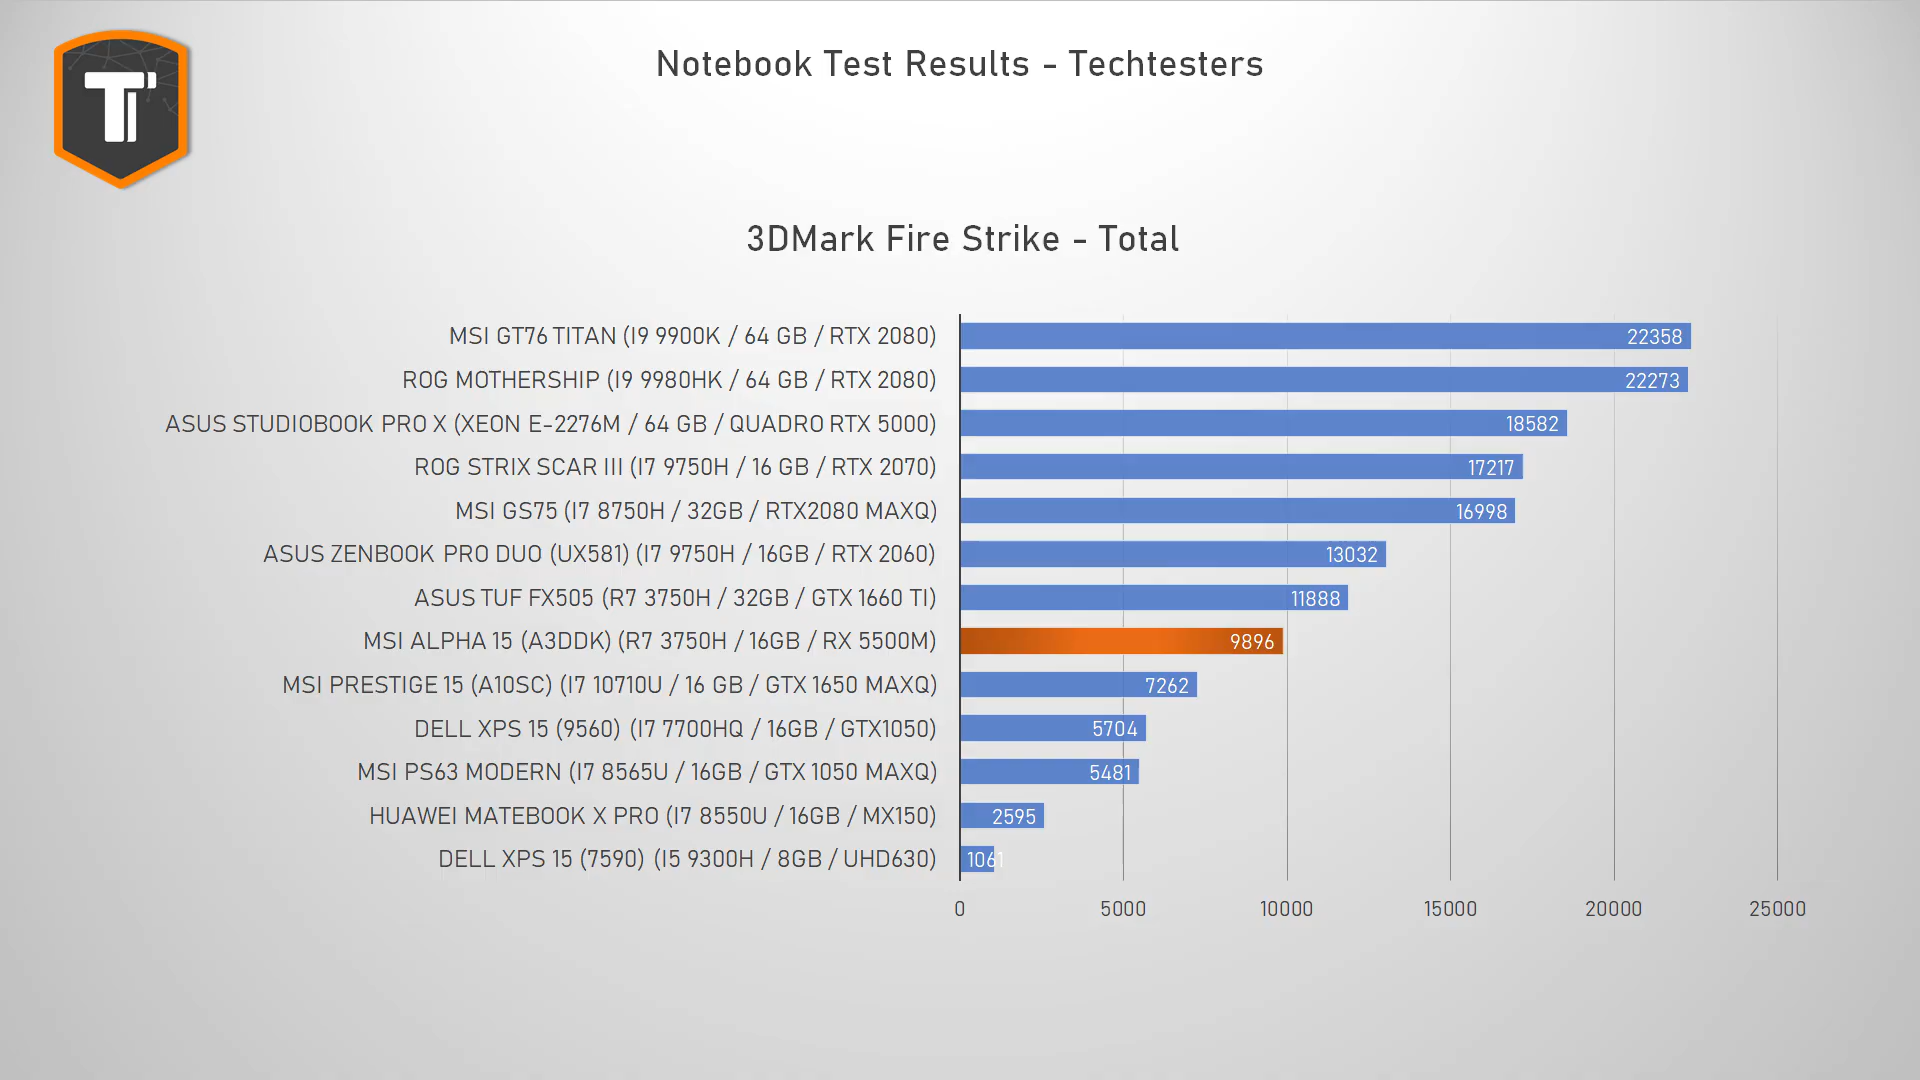 T
Notebook Test Results - Techtesters
3DMark Fire Strike - Total
MSI GT76 TITAN (I9 9900K / 64 GB / RTX 2080) 22358
ROG MOTHERSHIP (I9 9980HK / 64 GB / RTX 2080) 22273
ASUS STUDIOBOOK PRO X (XEON E-2276M / 64 GB / QUADRO RTX 5000) 18582
ROG STRIX SCAR III (I7 9750H / 16 GB / RTX 2070) 17217
MSI GS75 (I7 8750H / 32GB / RTX2080 MAXQ) 16998
ASUS ZENBOOK PRO DUO (UX581) (I7 9750H / 16GB / RTX 2060) 13032
ASUS TUF FX505 (R7 3750H / 32GB / GTX 1660 TI) 11888
MSI ALPHA 15 (A3DDK) (R7 3750H / 16GB / RX 5500M) 9896
MSI PRESTIGE 15 (A10SC) (I7 10710U / 16 GB / GTX 1650 MAXQ) 7262
DELL XPS 15 (9560) (I7 7700HQ / 16GB / GTX1050) 5704
MSI PS63 MODERN (I7 8565U / 16GB / GTX 1050 MAXQ) 5481
HUAWEI MATEBOOK X PRO (I7 8550U / 16GB / MX150) 2595
DELL XPS 15 (7590) (I5 9300H / 8GB / UHD630) 1061
0 5000 10000 15000 20000 25000